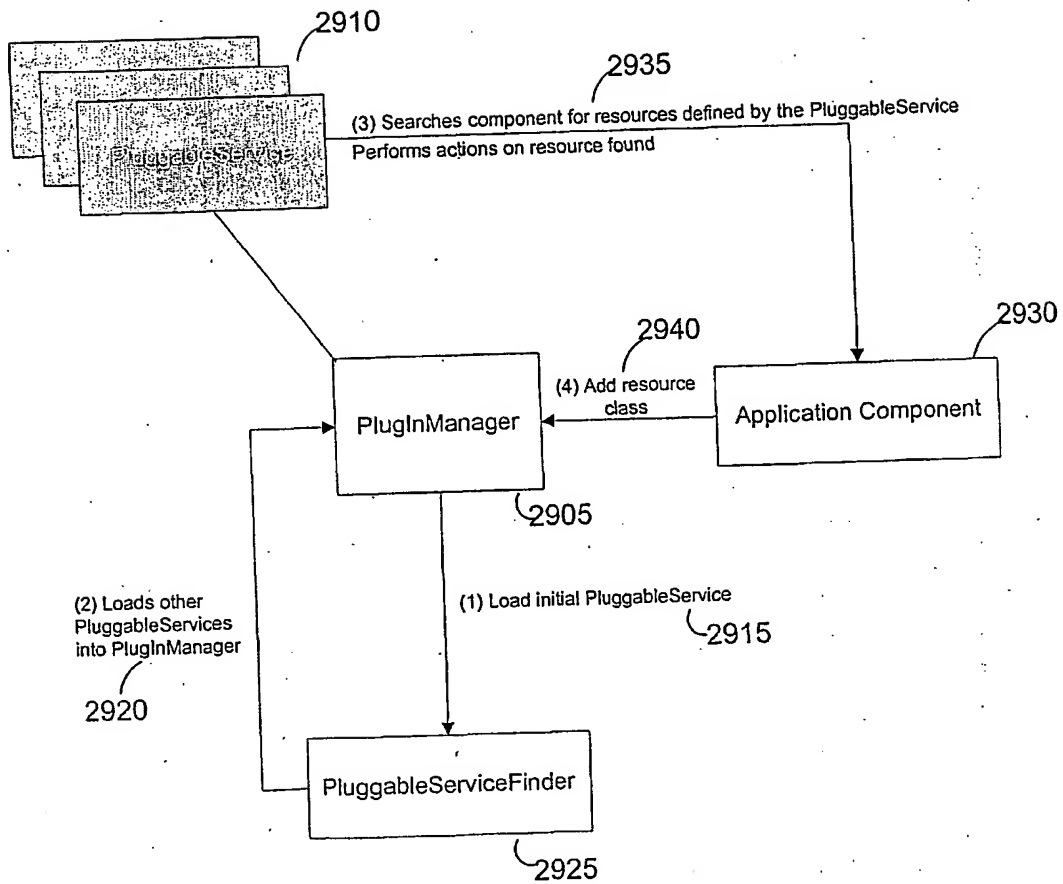 2910
2935
(3) Searches component for resources defined by the PluggableService
Performs actions on resource found
PluggableService
2940
2930
(4) Add resource
class
PlugInManager
Application Component
2905
(2) Loads other
PluggableServices
into PlugInManager
(1) Load initial PluggableService
2915
2920
PluggableServiceFinder
2925